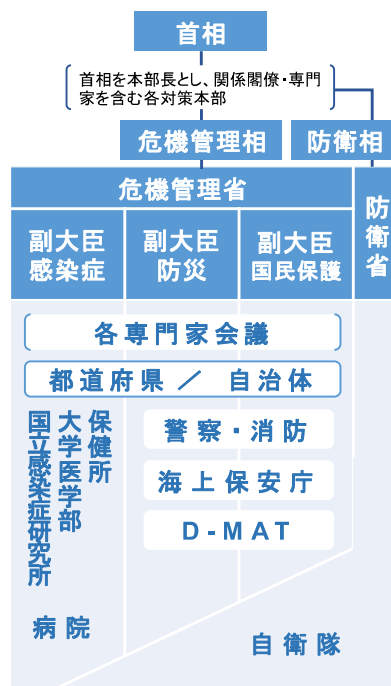 首相
首相を本部長とし、関係閣僚・専門
家を含む各対策本部
危機管理相
防衛相
危機管理省
防衛省
副大臣
感染症
副大臣
防災
副大臣
国民保護
各専門家会議
都道府県 ／ 自治体
保健所
大学医学部
国立感染症研究所
警察・消防
海上保安庁
D-MAT
病院
自衛隊